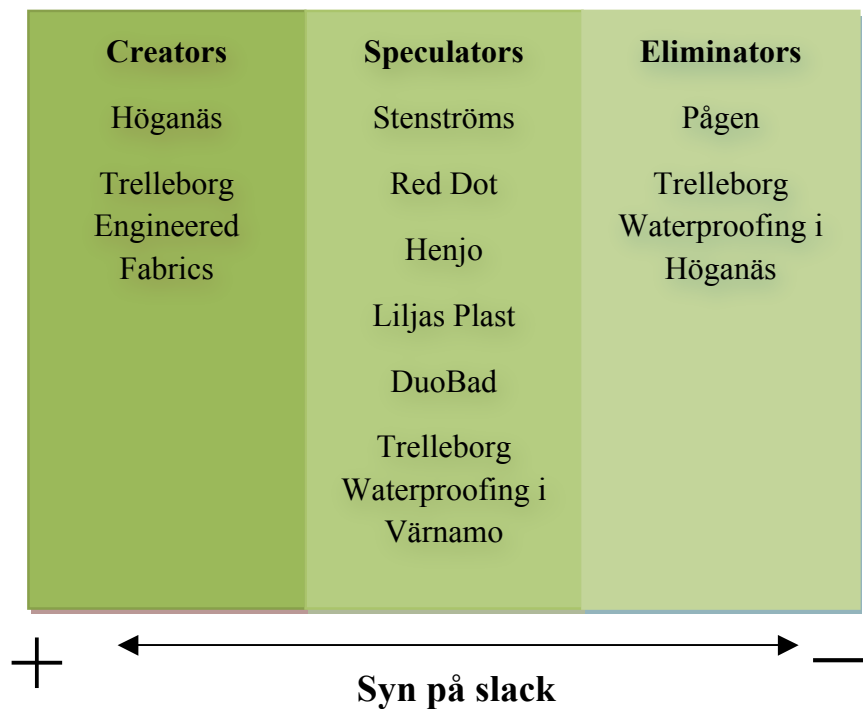 Creators
Höganäs
Trelleborg
Engineered
Fabrics
Speculators
Stenströms
Red Dot
Henjo
Liljas Plast
DuoBad
Trelleborg
Waterproofing i
Värnamo
Eliminators
Pågen
Trelleborg
Waterproofing i
Höganäs
+
—
Syn på slack